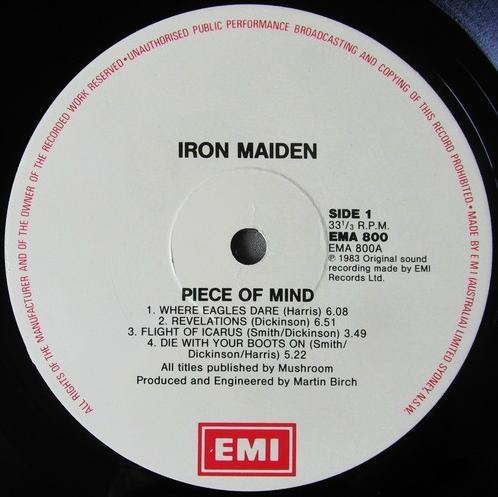 ALL RIGHTS OF THE MANUFACTURER AND OF THE OWNER OF THE RECORDED WORK RESERVED•UNAUTHORISED PUBLIC PERFORMANCE BROADCASTING AND COPYING OF THIS RECORD PROHIBITED.•MADE BY EMI (AUSTRALIA) LIMITED SYDNEY, N.S.W.
IRON MAIDEN
SIDE 1
33⅓ R.P.M.
EMA 800
EMA 800A
℗ 1983 Original sound
recording made by EMI
Records Ltd.
PIECE OF MIND
1. WHERE EAGLES DARE (Harris) 6.08
2. REVELATIONS (Dickinson) 6.51
3. FLIGHT OF ICARUS (Smith/Dickinson) 3.49
4. DIE WITH YOUR BOOTS ON (Smith/
Dickinson/Harris) 5.22
All titles published by Mushroom
Produced and Engineered by Martin Birch
EMI